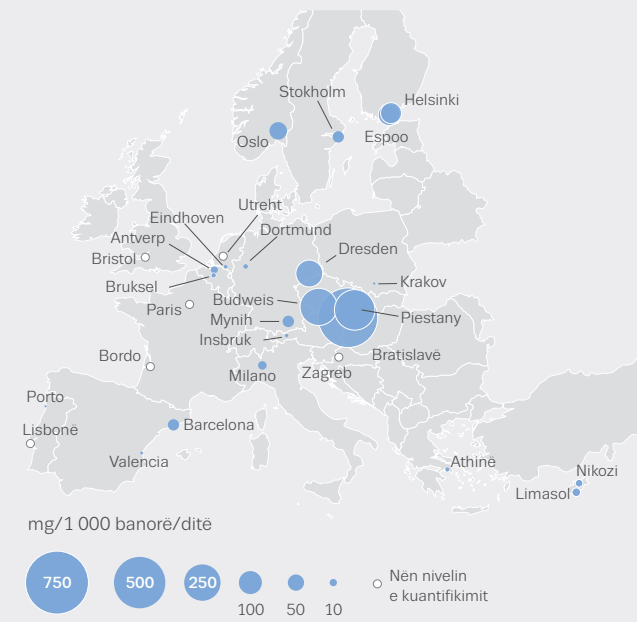 Stokholm
Helsinki
Oslo
Espoo
Utreht
Eindhoven
Dortmund
Antverp
Dresden
Bristol
Bruksel
Krakov
Budweis
Paris
Mynih
Piestany
Insbruk
Bordo
Bratislavë
Milano
Zagreb
Porto
Barcelona
Lisbonë
Valencia
Athinë
Nikozi
Limasol
mg/1 000 banorë/ditë
750
500
250
100
50
10
Nën nivelin
e kuantifikimit